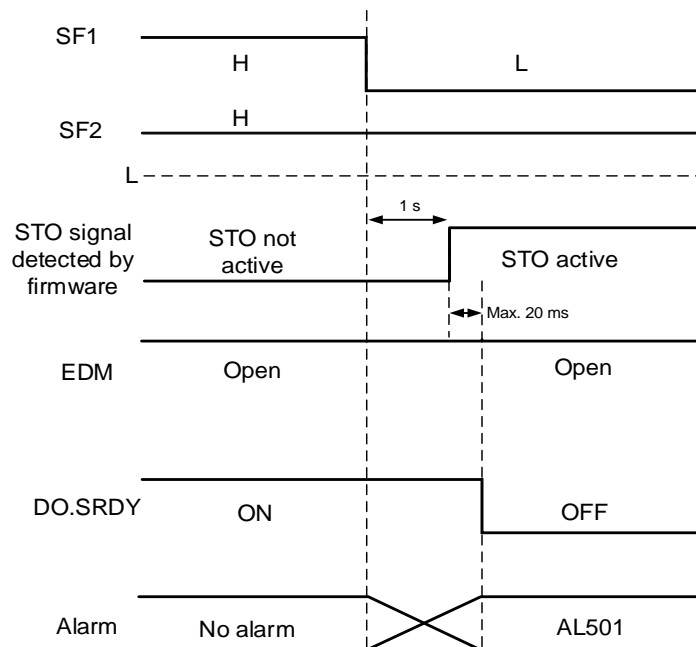 SF1
H
L
SF2
H
L
1 s
STO signal
detected by
firmware
STO not
active
STO active
Max. 20 ms
EDM
Open
Open
DO.SRDY
ON
OFF
Alarm
No alarm
AL501